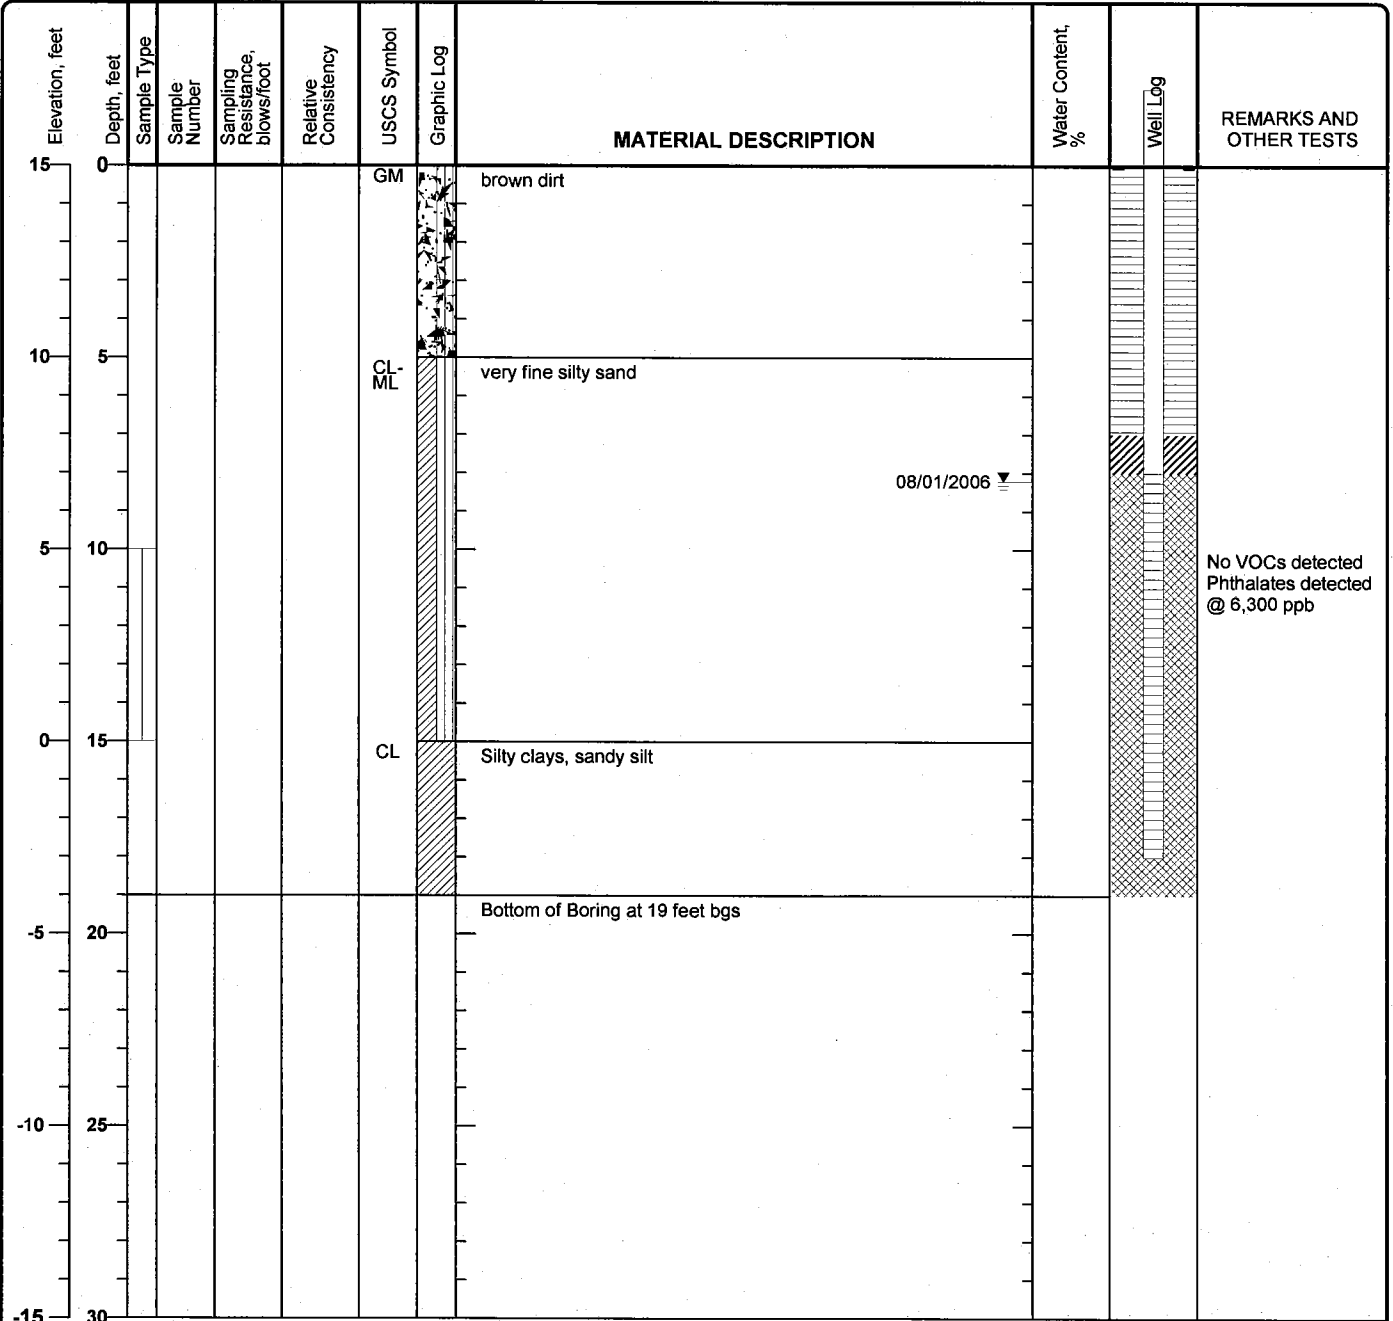 Elevation, feet
Depth, feet
Sample Type
Sample
Number
Sampling
Resistance,
blows/foot
Relative
Consistency
USCS Symbol
Graphic Log
MATERIAL DESCRIPTION
Water Content,
%
Well Log
REMARKS AND
OTHER TESTS
15 0 GM brown dirt
10 5 CL-
ML very fine silty sand
08/01/2006
5 10
No VOCs detected
Phthalates detected
@ 6,300 ppb
0 15 CL Silty clays, sandy silt
Bottom of Boring at 19 feet bgs
-5 20
-10 25
-15 30